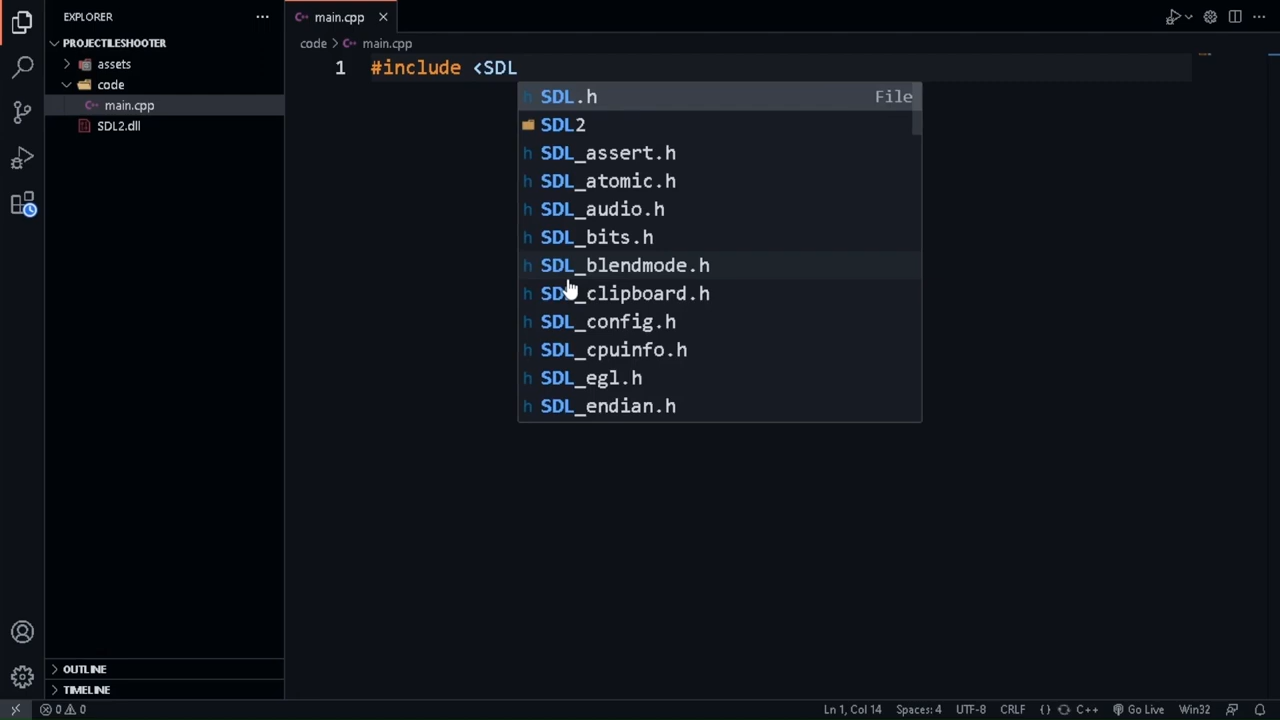 EXPLORER
PROJECTILESHOOTER
assets
code
main.cpp
SDL2.dll
OUTLINE
TIMELINE
main.cpp
code > main.cpp
1 #include <SDL
SDL.h File
SDL2
SDL_assert.h
SDL_atomic.h
SDL_audio.h
SDL_bits.h
SDL_blendmode.h
SDL_clipboard.h
SDL_config.h
SDL_cpuinfo.h
SDL_egl.h
SDL_endian.h
0 0 Ln 1, Col 14 Spaces: 4 UTF-8 CRLF {} C++ Go Live Win32